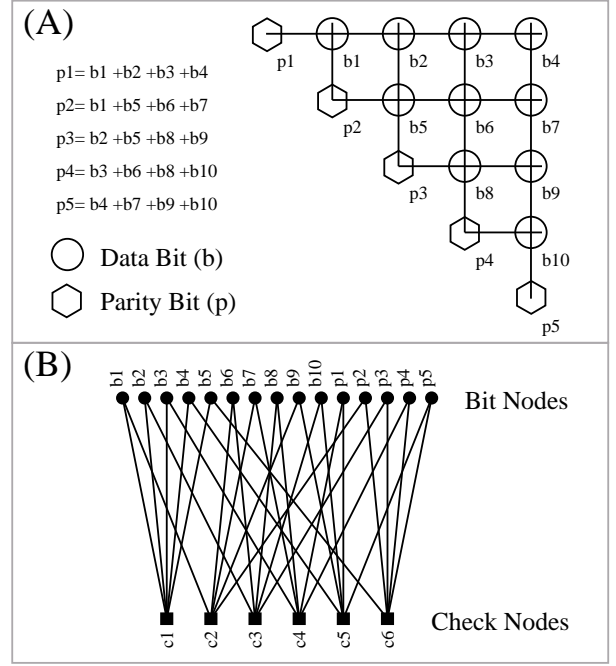 (A)
p1= b1 +b2 +b3 +b4
p2= b1 +b5 +b6 +b7
p3= b2 +b5 +b8 +b9
p4= b3 +b6 +b8 +b10
p5= b4 +b7 +b9 +b10
Data Bit (b)
Parity Bit (p)
p1 b1 b2 b3 b4
p2 b5 b6 b7
p3 b8 b9
p4 b10
p5
(B)
b1 b2 b3 b4 b5 b6 b7 b8 b9 b10 p1 p2 p3 p4 p5
Bit Nodes
c1 c2 c3 c4 c5 c6
Check Nodes